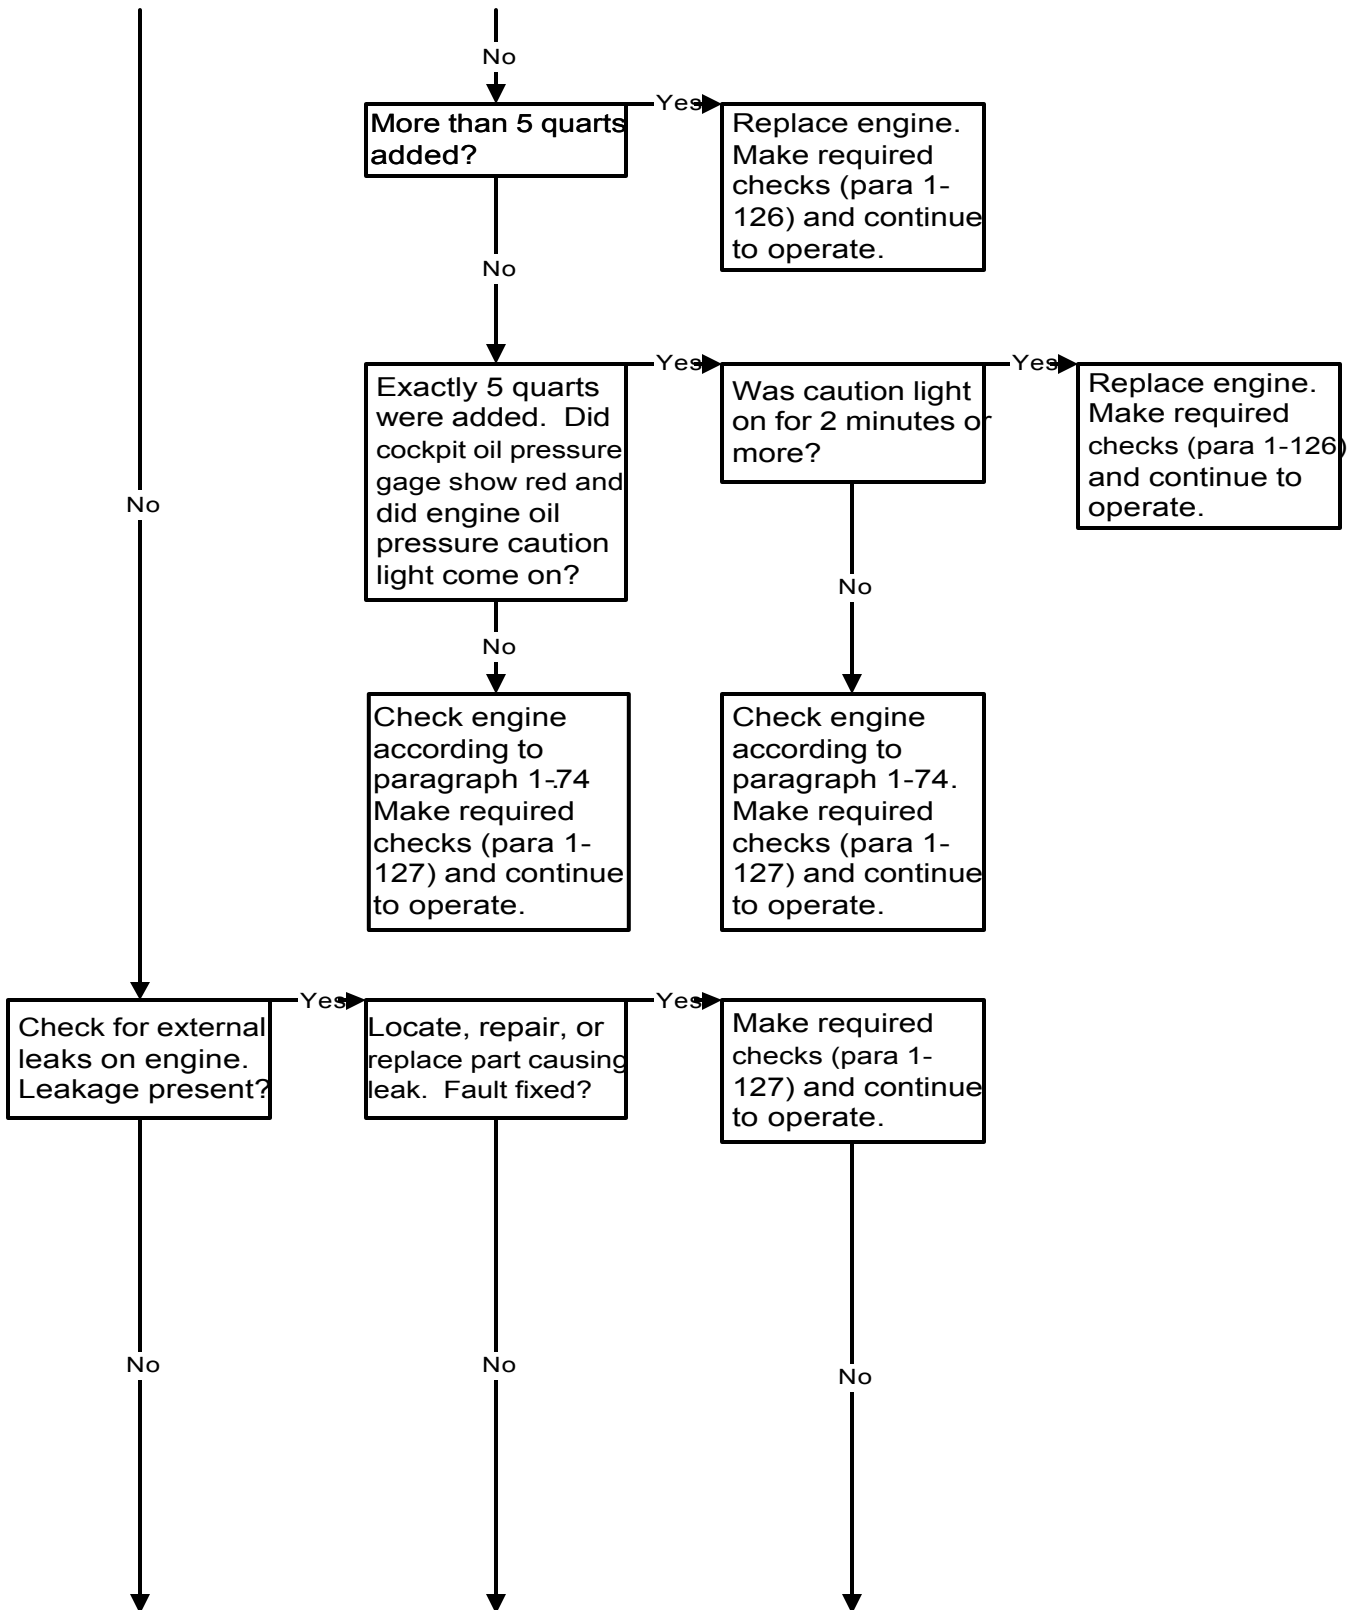 No
More than 5 quarts
added?
Yes
Replace engine.
Make required
checks (para 1-
126) and continue
to operate.
No
Exactly 5 quarts
were added.  Did
cockpit oil pressure
gage show red and
did engine oil
pressure caution
light come on?
Yes
Was caution light
on for 2 minutes or
more?
Yes
Replace engine.
Make required
checks (para 1-126)
and continue to
operate.
No
No
No
Check engine
according to
paragraph 1-.74
Make required
checks (para 1-
127) and continue
to operate.
Check engine
according to
paragraph 1-74.
Make required
checks (para 1-
127) and continue
to operate.
Check for external
leaks on engine.
Leakage present?
Yes
Locate, repair, or
replace part causing
leak.  Fault fixed?
Yes
Make required
checks (para 1-
127) and continue
to operate.
No
No
No